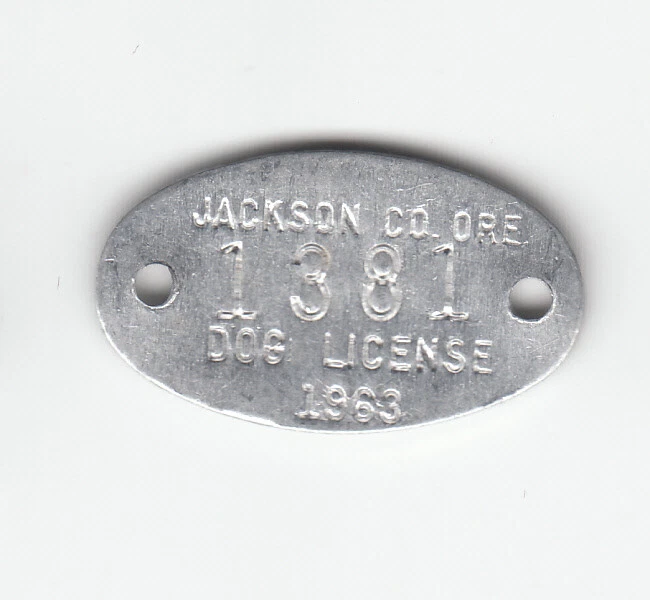 JACKSON CO. ORE
1381
DOG LICENSE
1963